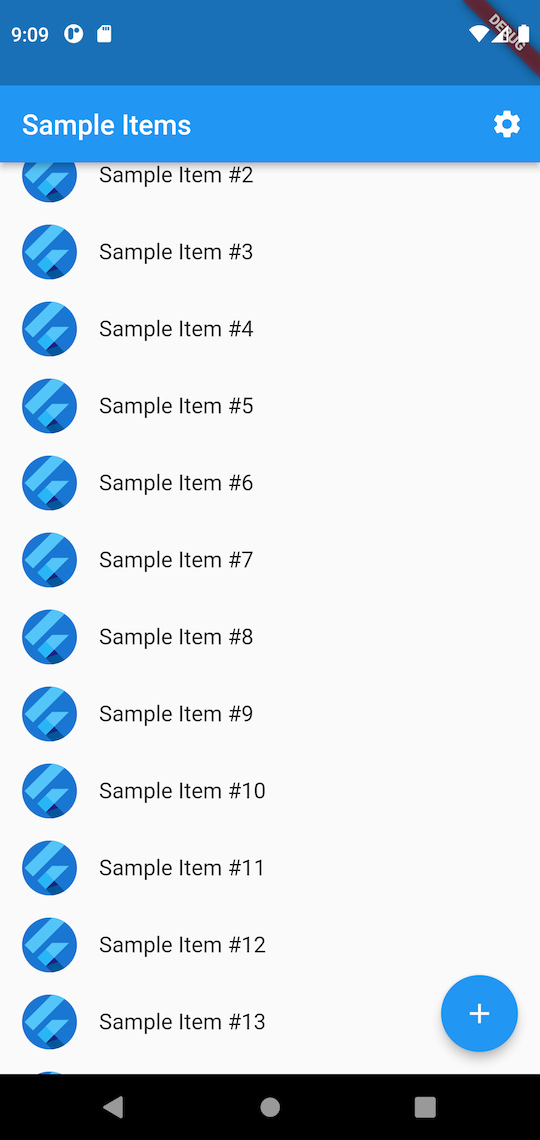 9:09
DEBUG
Sample Items
Sample Item #2
Sample Item #3
Sample Item #4
Sample Item #5
Sample Item #6
Sample Item #7
Sample Item #8
Sample Item #9
Sample Item #10
Sample Item #11
Sample Item #12
Sample Item #13